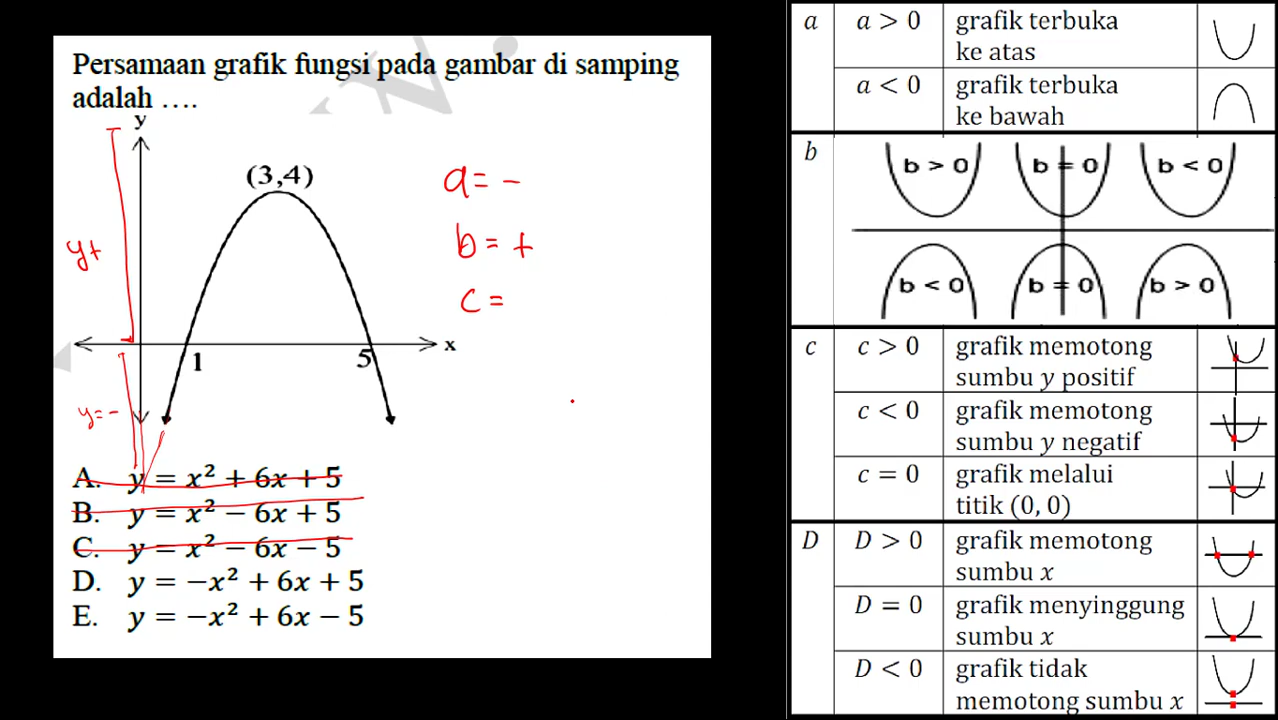 Persamaan grafik fungsi pada gambar di samping
adalah ….
y
(3,4)
a = -
y+
b = +
c =
x
1
5
y = -
A. y = x² + 6x + 5
B. y = x² − 6x + 5
C. y = x² − 6x − 5
D. y = −x² + 6x + 5
E. y = −x² + 6x − 5
a a > 0 grafik terbuka
ke atas
a < 0 grafik terbuka
ke bawah
b
b > 0 b = 0 b < 0
b < 0 b = 0 b > 0
c c > 0 grafik memotong
sumbu y positif
c < 0 grafik memotong
sumbu y negatif
c = 0 grafik melalui
titik (0, 0)
D D > 0 grafik memotong
sumbu x
D = 0 grafik menyinggung
sumbu x
D < 0 grafik tidak
memotong sumbu x